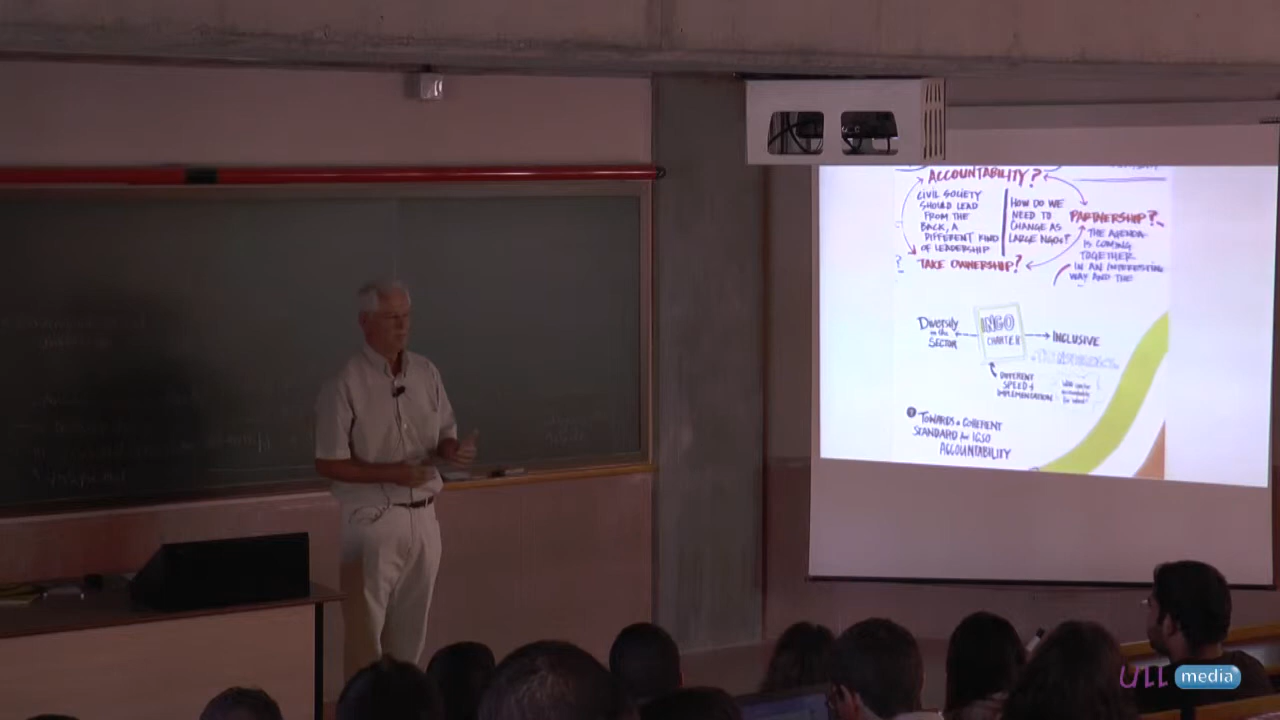 ACCOUNTABILITY?
CIVIL SOCIETY
SHOULD LEAD
FROM THE
BACK, A
DIFFERENT KIND
OF LEADERSHIP
HOW DO WE
NEED TO
CHANGE AS
LARGE NGOs?
PARTNERSHIP?
THE AGENDA
IS COMING
TOGETHER
IN AN INTERESTING
WAY AND THE
? TAKE OWNERSHIP?
Diversity
in the
SECTOR
INGO
CHARTER
INCLUSIVE
DIFFERENT
SPEED of
IMPLEMENTATION
TOWARDS a COHERENT
STANDARD for IGSO
ACCOUNTABILITY
ULL media